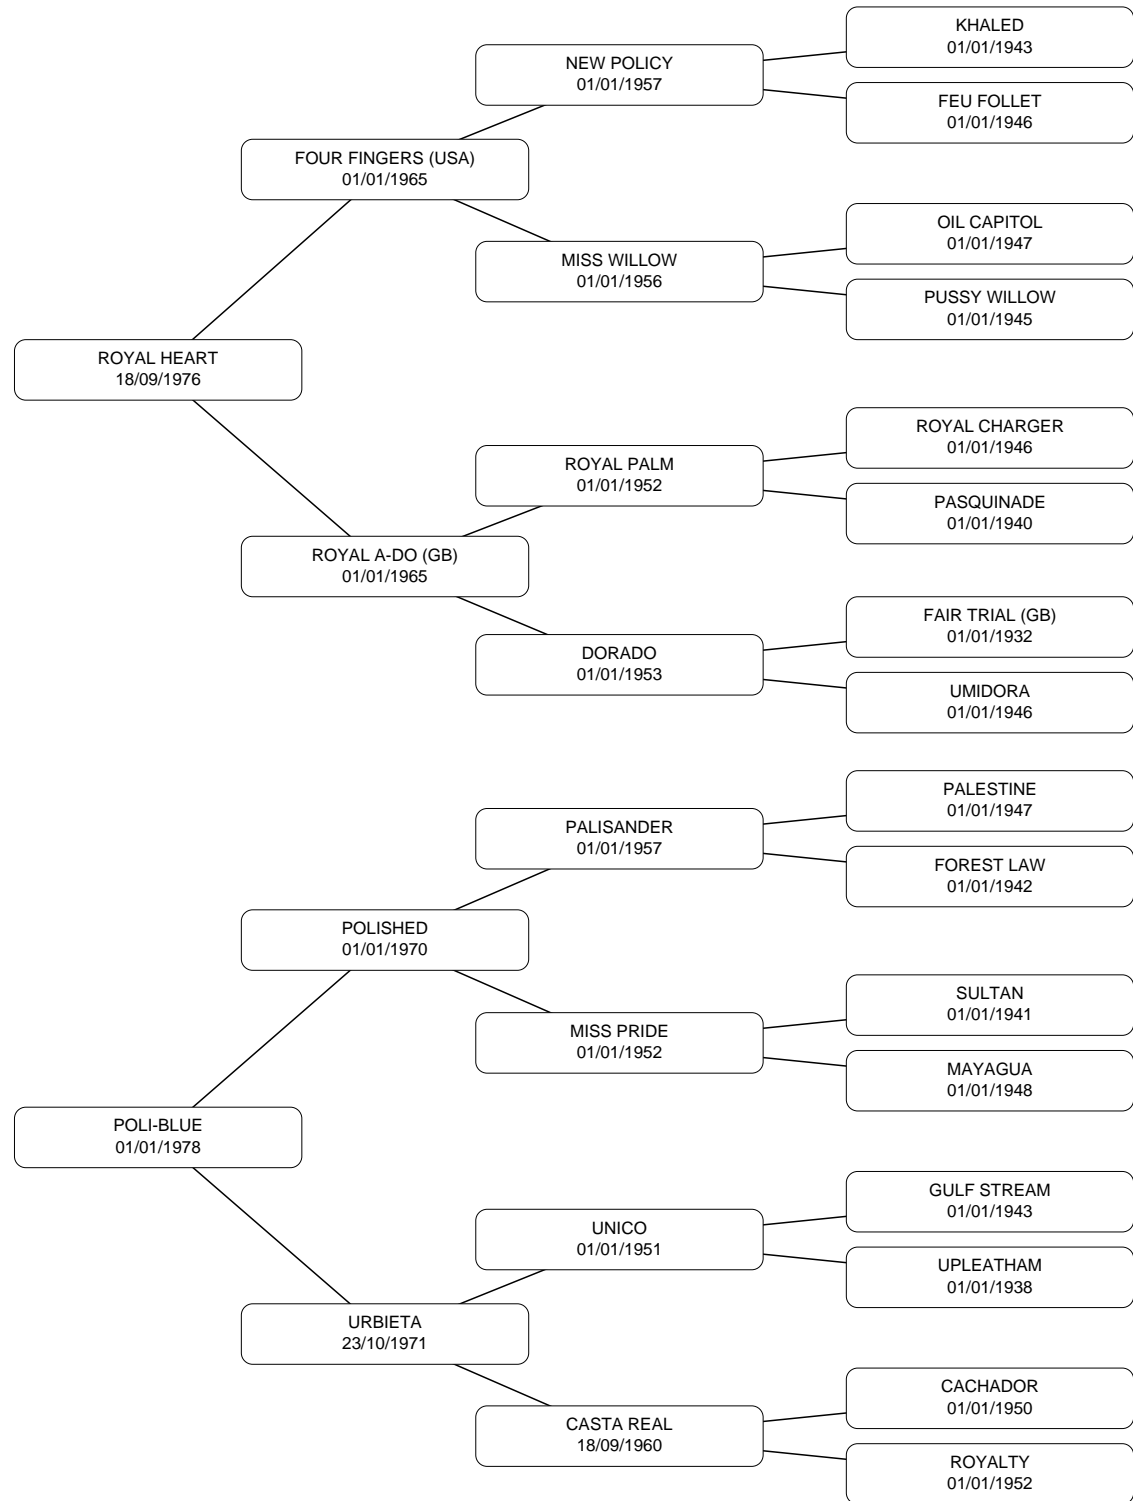 KHALED
01/01/1943
NEW POLICY
01/01/1957
FEU FOLLET
01/01/1946
FOUR FINGERS (USA)
01/01/1965
OIL CAPITOL
01/01/1947
MISS WILLOW
01/01/1956
PUSSY WILLOW
01/01/1945
ROYAL HEART
18/09/1976
ROYAL CHARGER
01/01/1946
ROYAL PALM
01/01/1952
PASQUINADE
01/01/1940
ROYAL A-DO (GB)
01/01/1965
FAIR TRIAL (GB)
01/01/1932
DORADO
01/01/1953
UMIDORA
01/01/1946
PALESTINE
01/01/1947
PALISANDER
01/01/1957
FOREST LAW
01/01/1942
POLISHED
01/01/1970
SULTAN
01/01/1941
MISS PRIDE
01/01/1952
MAYAGUA
01/01/1948
POLI-BLUE
01/01/1978
GULF STREAM
01/01/1943
UNICO
01/01/1951
UPLEATHAM
01/01/1938
URBIETA
23/10/1971
CACHADOR
01/01/1950
CASTA REAL
18/09/1960
ROYALTY
01/01/1952